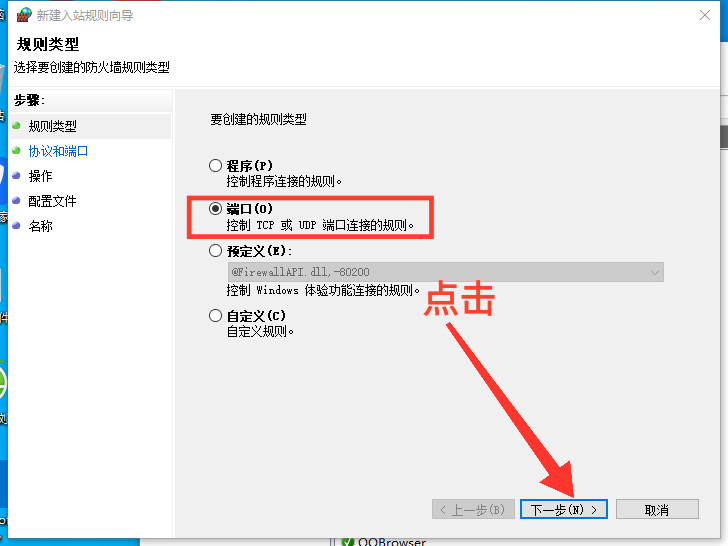 新建入站规则向导
规则类型
选择要创建的防火墙规则类型
步骤:
规则类型
协议和端口
操作
配置文件
名称
要创建的规则类型
程序(P)
控制程序连接的规则。
端口(O)
控制 TCP 或 UDP 端口连接的规则。
预定义(E):
@FirewallAPI.dll,-80200
控制 Windows 体验功能连接的规则。
自定义(C)
自定义规则。
点击
< 上一步(B)
下一步(N) >
取消
QQBrowser